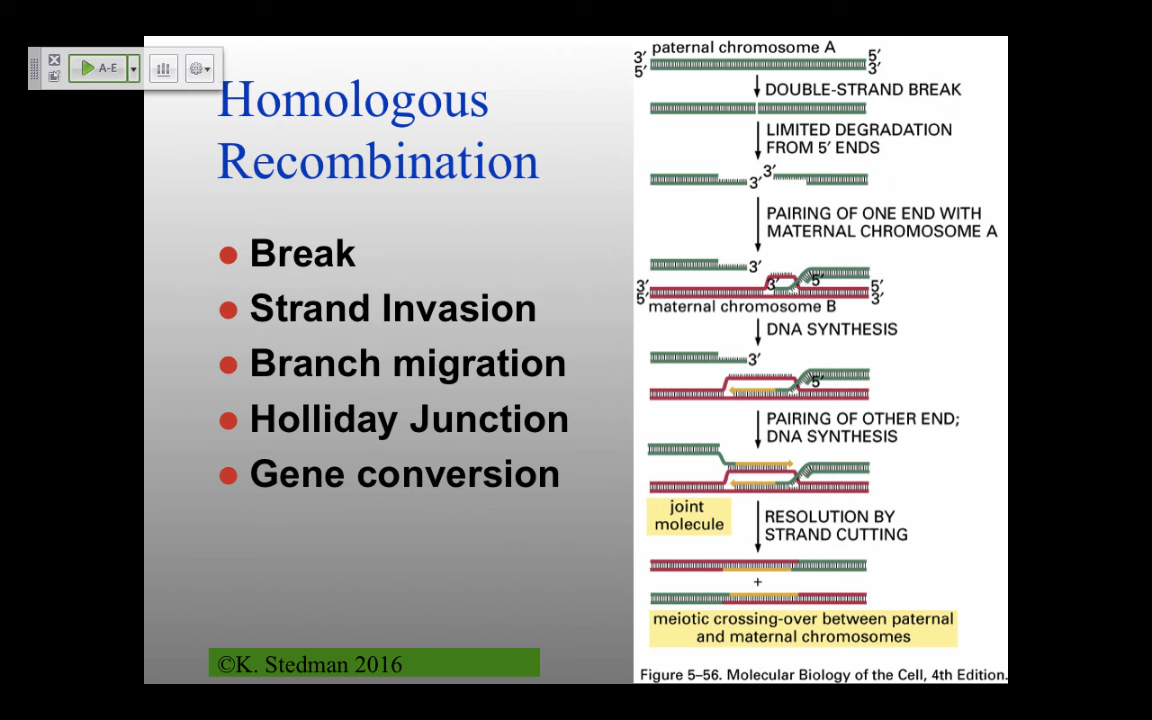 A-E
Homologous
Recombination
Break
Strand Invasion
Branch migration
Holliday Junction
Gene conversion
©K. Stedman 2016
paternal chromosome A
3′ 5′
5′ 3′
DOUBLE-STRAND BREAK
LIMITED DEGRADATION
FROM 5′ ENDS
3′
3′
PAIRING OF ONE END WITH
MATERNAL CHROMOSOME A
3′
3′ 3′ 5′ 5′
5′ 3′
maternal chromosome B
DNA SYNTHESIS
3′
5′
PAIRING OF OTHER END;
DNA SYNTHESIS
joint
molecule
RESOLUTION BY
STRAND CUTTING
+
meiotic crossing-over between paternal
and maternal chromosomes
Figure 5–56. Molecular Biology of the Cell, 4th Edition.